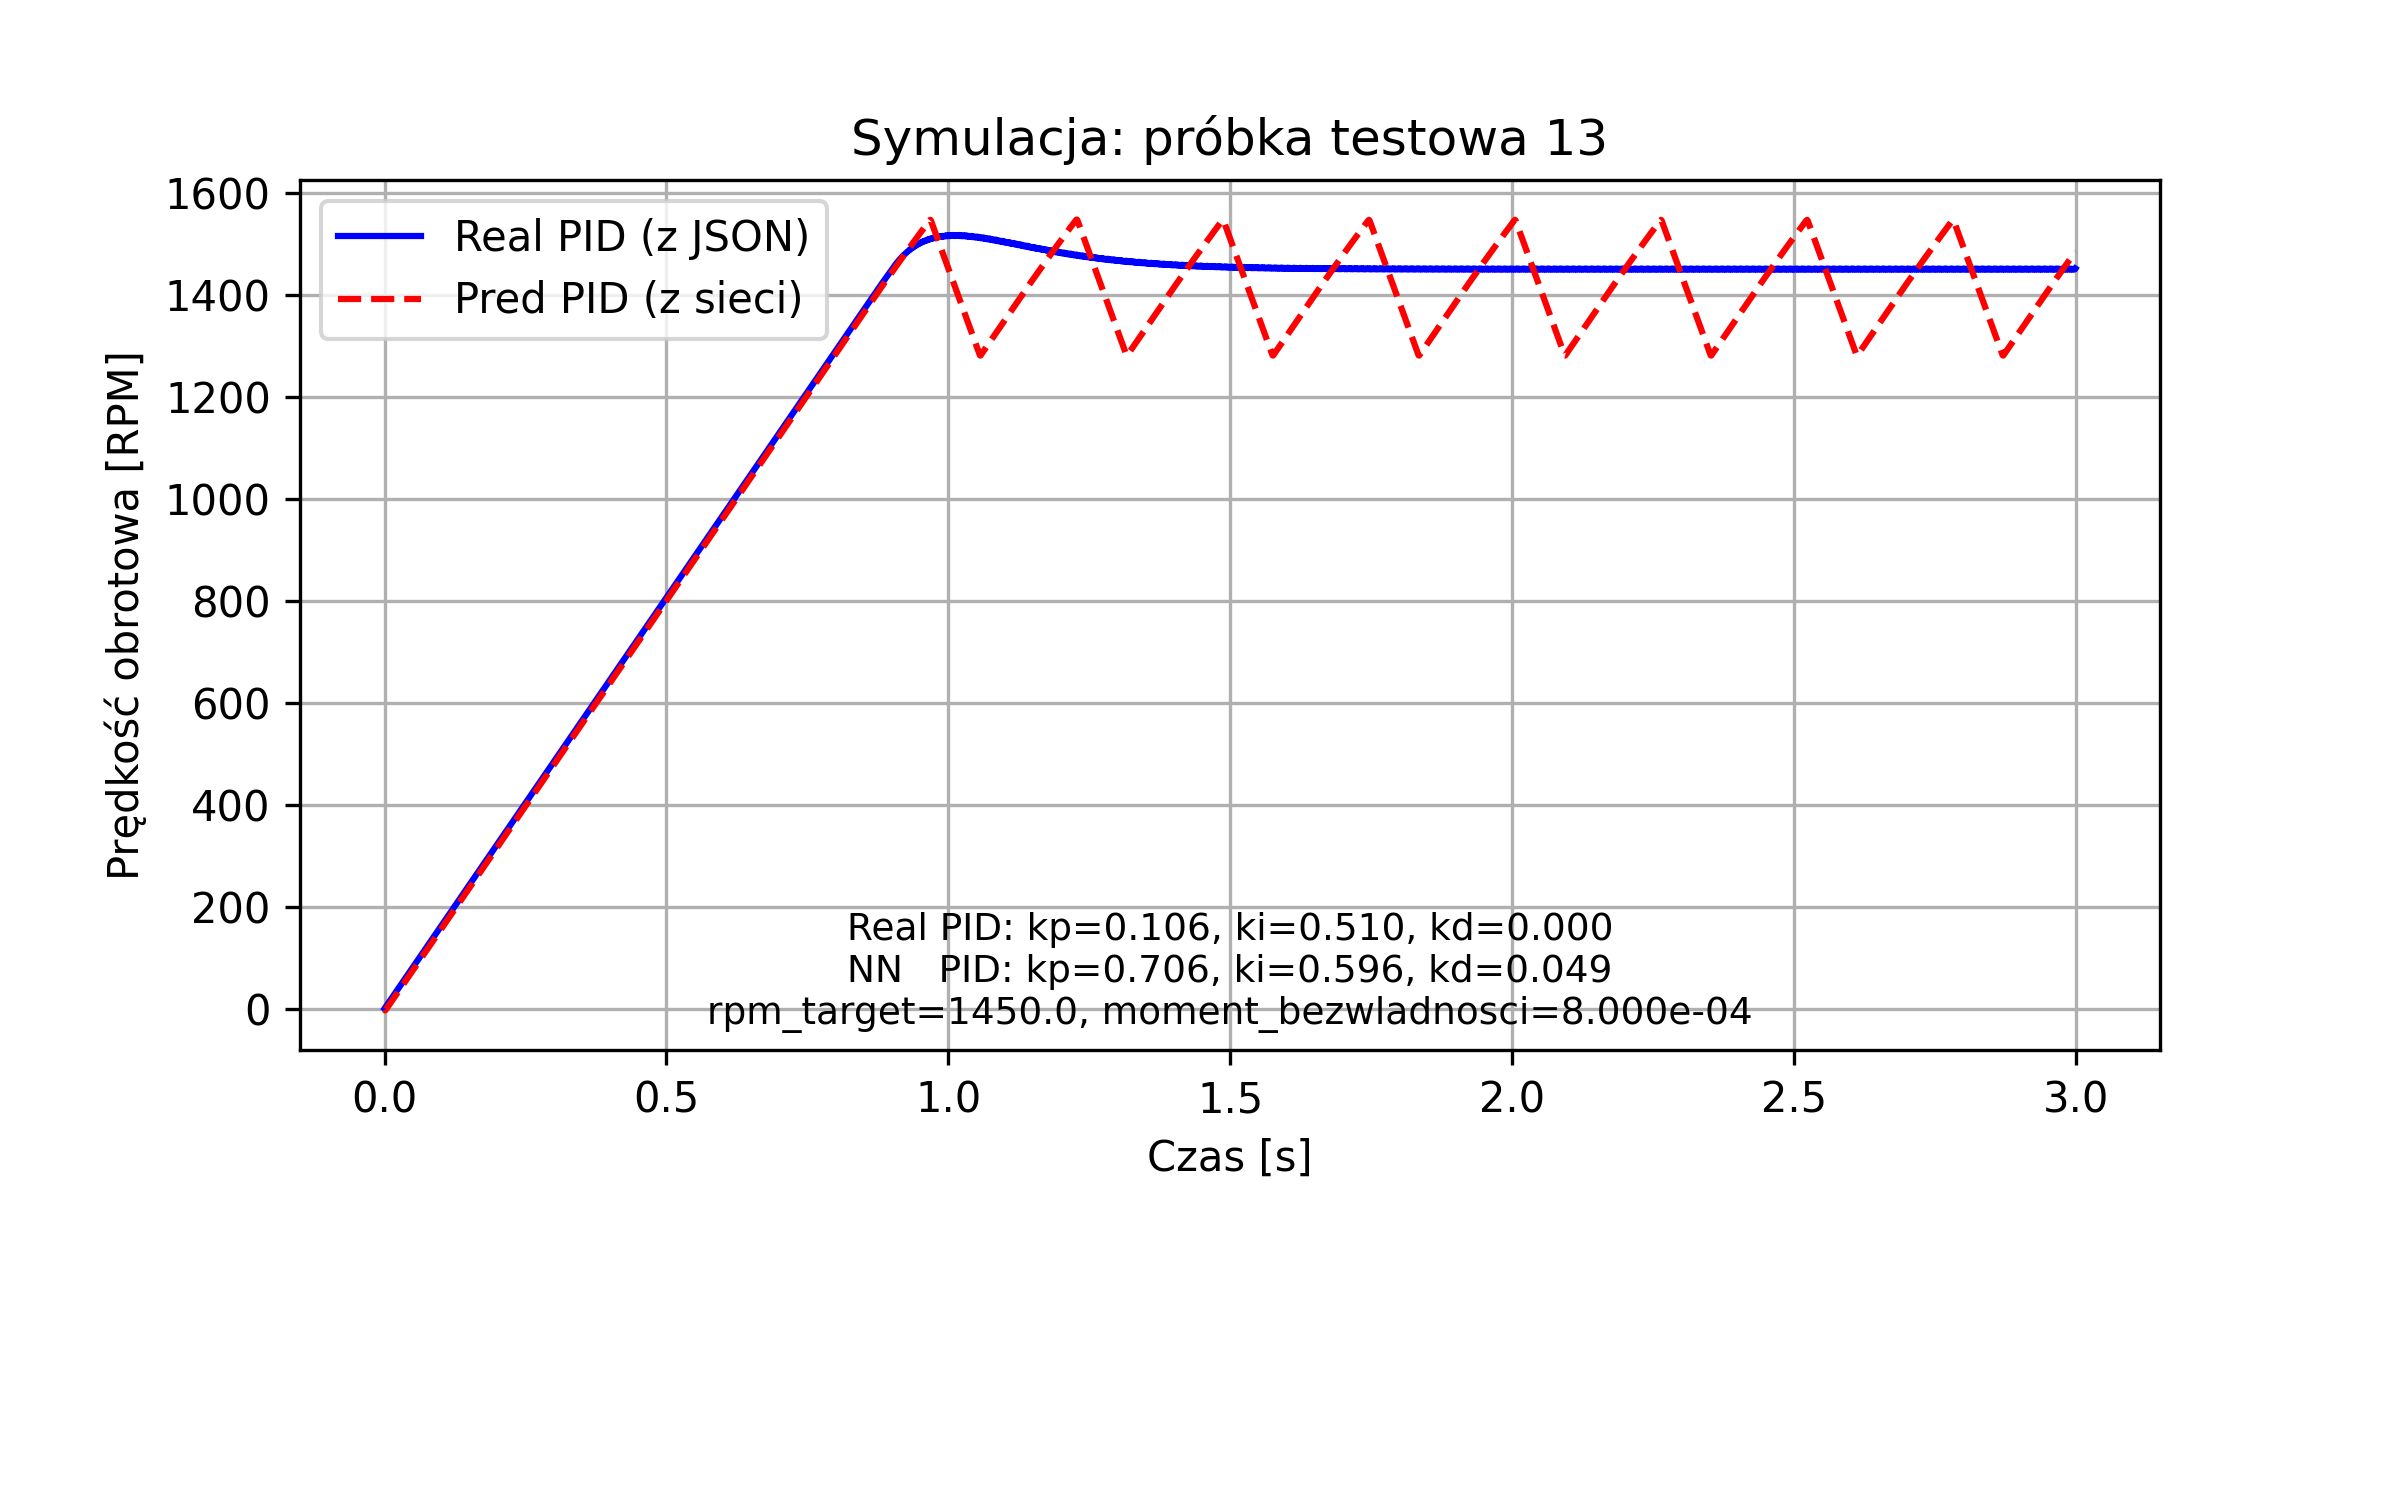 Symulacja: próbka testowa 13
Prędkość obrotowa [RPM]
1600
1400
1200
1000
800
600
400
200
0
Real PID (z JSON)
Pred PID (z sieci)
Real PID: kp=0.106, ki=0.510, kd=0.000
NN PID: kp=0.706, ki=0.596, kd=0.049
rpm_target=1450.0, moment_bezwladnosci=8.000e-04
0.0 0.5 1.0 1.5 2.0 2.5 3.0
Czas [s]